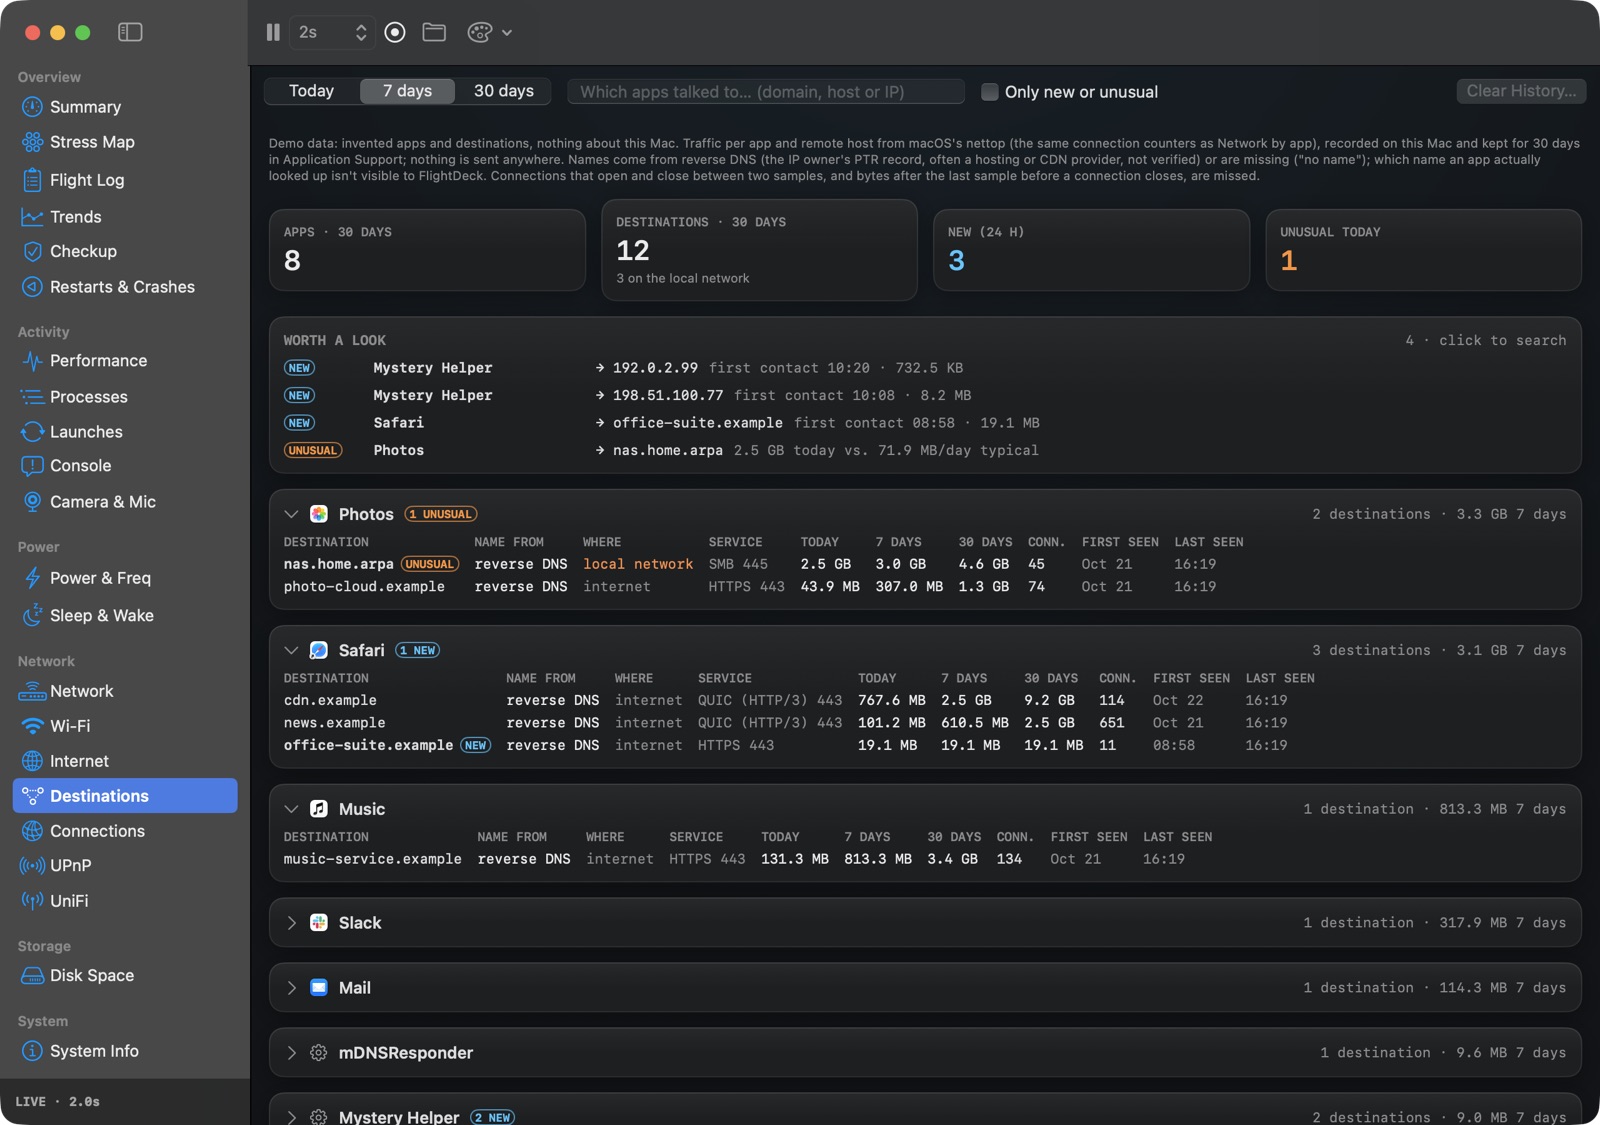 2s
Overview
Summary
Stress Map
Flight Log
Trends
Checkup
Restarts & Crashes
Activity
Performance
Processes
Launches
Console
Camera & Mic
Power
Power & Freq
Sleep & Wake
Network
Network
Wi-Fi
Internet
Destinations
Connections
UPnP
UniFi
Storage
Disk Space
System
System Info
LIVE · 2.0s
Today 7 days 30 days Which apps talked to... (domain, host or IP) Only new or unusual Clear History...
Demo data: invented apps and destinations, nothing about this Mac. Traffic per app and remote host from macOS's nettop (the same connection counters as Network by app), recorded on this Mac and kept for 30 days
in Application Support; nothing is sent anywhere. Names come from reverse DNS (the IP owner's PTR record, often a hosting or CDN provider, not verified) or are missing ("no name"); which name an app actually
looked up isn't visible to FlightDeck. Connections that open and close between two samples, and bytes after the last sample before a connection closes, are missed.
APPS · 30 DAYS
8
DESTINATIONS · 30 DAYS
12
3 on the local network
NEW (24 H)
3
UNUSUAL TODAY
1
WORTH A LOOK 4 · click to search
NEW Mystery Helper → 192.0.2.99 first contact 10:20 · 732.5 KB
NEW Mystery Helper → 198.51.100.77 first contact 10:08 · 8.2 MB
NEW Safari → office-suite.example first contact 08:58 · 19.1 MB
UNUSUAL Photos → nas.home.arpa 2.5 GB today vs. 71.9 MB/day typical
Photos 1 UNUSUAL 2 destinations · 3.3 GB 7 days
DESTINATION NAME FROM WHERE SERVICE TODAY 7 DAYS 30 DAYS CONN. FIRST SEEN LAST SEEN
nas.home.arpa UNUSUAL reverse DNS local network SMB 445 2.5 GB 3.0 GB 4.6 GB 45 Oct 21 16:19
photo-cloud.example reverse DNS internet HTTPS 443 43.9 MB 307.0 MB 1.3 GB 74 Oct 21 16:19
Safari 1 NEW 3 destinations · 3.1 GB 7 days
DESTINATION NAME FROM WHERE SERVICE TODAY 7 DAYS 30 DAYS CONN. FIRST SEEN LAST SEEN
cdn.example reverse DNS internet QUIC (HTTP/3) 443 767.6 MB 2.5 GB 9.2 GB 114 Oct 22 16:19
news.example reverse DNS internet QUIC (HTTP/3) 443 101.2 MB 610.5 MB 2.5 GB 651 Oct 21 16:19
office-suite.example NEW reverse DNS internet HTTPS 443 19.1 MB 19.1 MB 19.1 MB 11 08:58 16:19
Music 1 destination · 813.3 MB 7 days
DESTINATION NAME FROM WHERE SERVICE TODAY 7 DAYS 30 DAYS CONN. FIRST SEEN LAST SEEN
music-service.example reverse DNS internet HTTPS 443 131.3 MB 813.3 MB 3.4 GB 134 Oct 21 16:19
Slack 1 destination · 317.9 MB 7 days
Mail 1 destination · 114.3 MB 7 days
mDNSResponder 1 destination · 9.6 MB 7 days
Mystery Helper 2 NEW 2 destinations · 9.0 MB 7 days